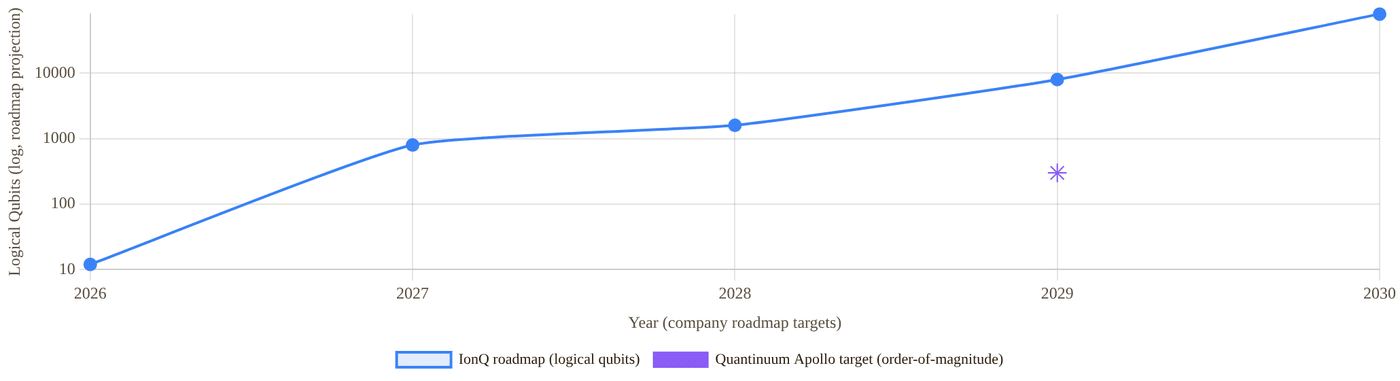 Logical Qubits (log, roadmap projection)
10000
1000
100
10
2026 2027 2028 2029 2030
Year (company roadmap targets)
IonQ roadmap (logical qubits) Quantinuum Apollo target (order-of-magnitude)